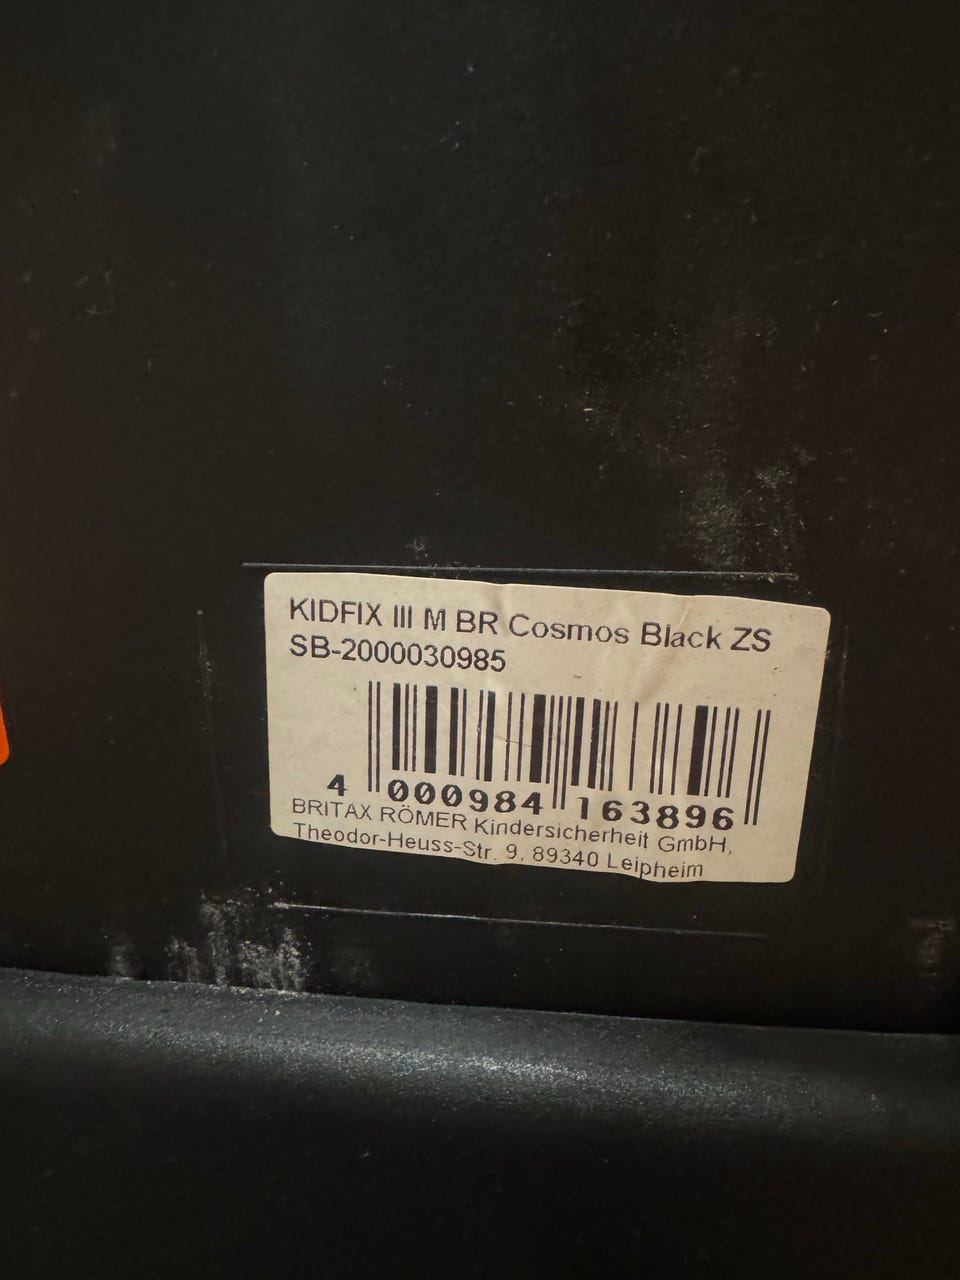 KIDFIX III M BR Cosmos Black ZS
SB-2000030985
4 000984 163896
BRITAX RÖMER Kindersicherheit GmbH,
Theodor-Heuss-Str. 9, 89340 Leipheim